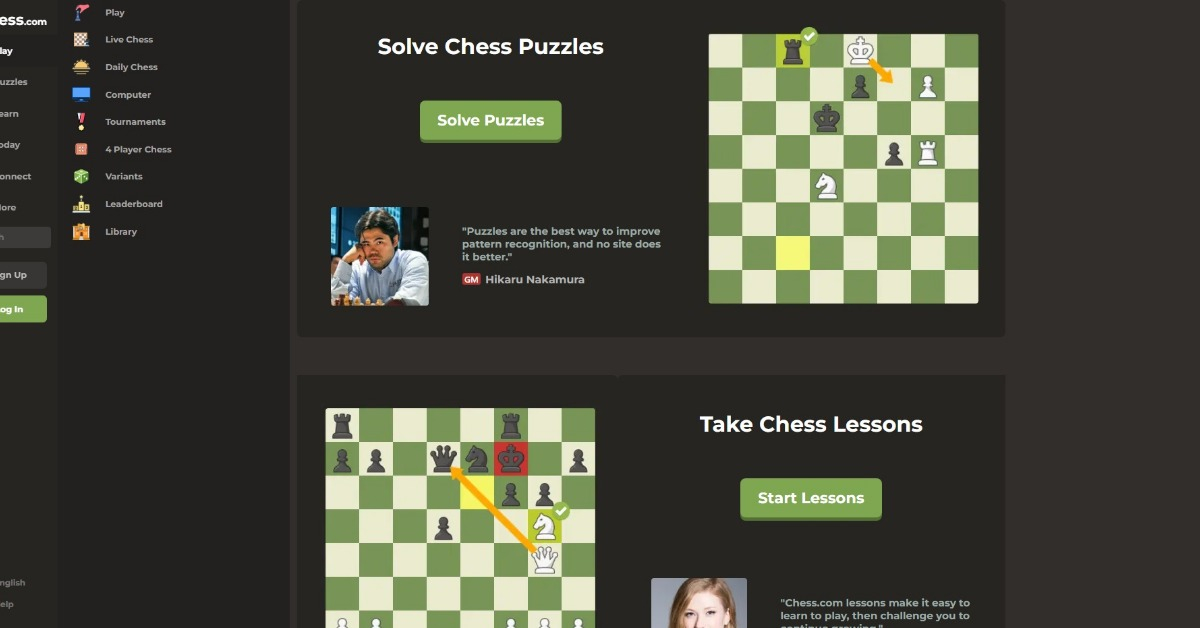 ess.com
Play
lay
Live Chess
Daily Chess
uzzles
Computer
earn
Tournaments
oday
4 Player Chess
onnect
Variants
ore
Leaderboard
h
Library
gn Up
og In
nglish
elp
Solve Chess Puzzles
Solve Puzzles
"Puzzles are the best way to improve
pattern recognition, and no site does
it better."
GM Hikaru Nakamura
Take Chess Lessons
Start Lessons
"Chess.com lessons make it easy to
learn to play, then challenge you to
continue growing."